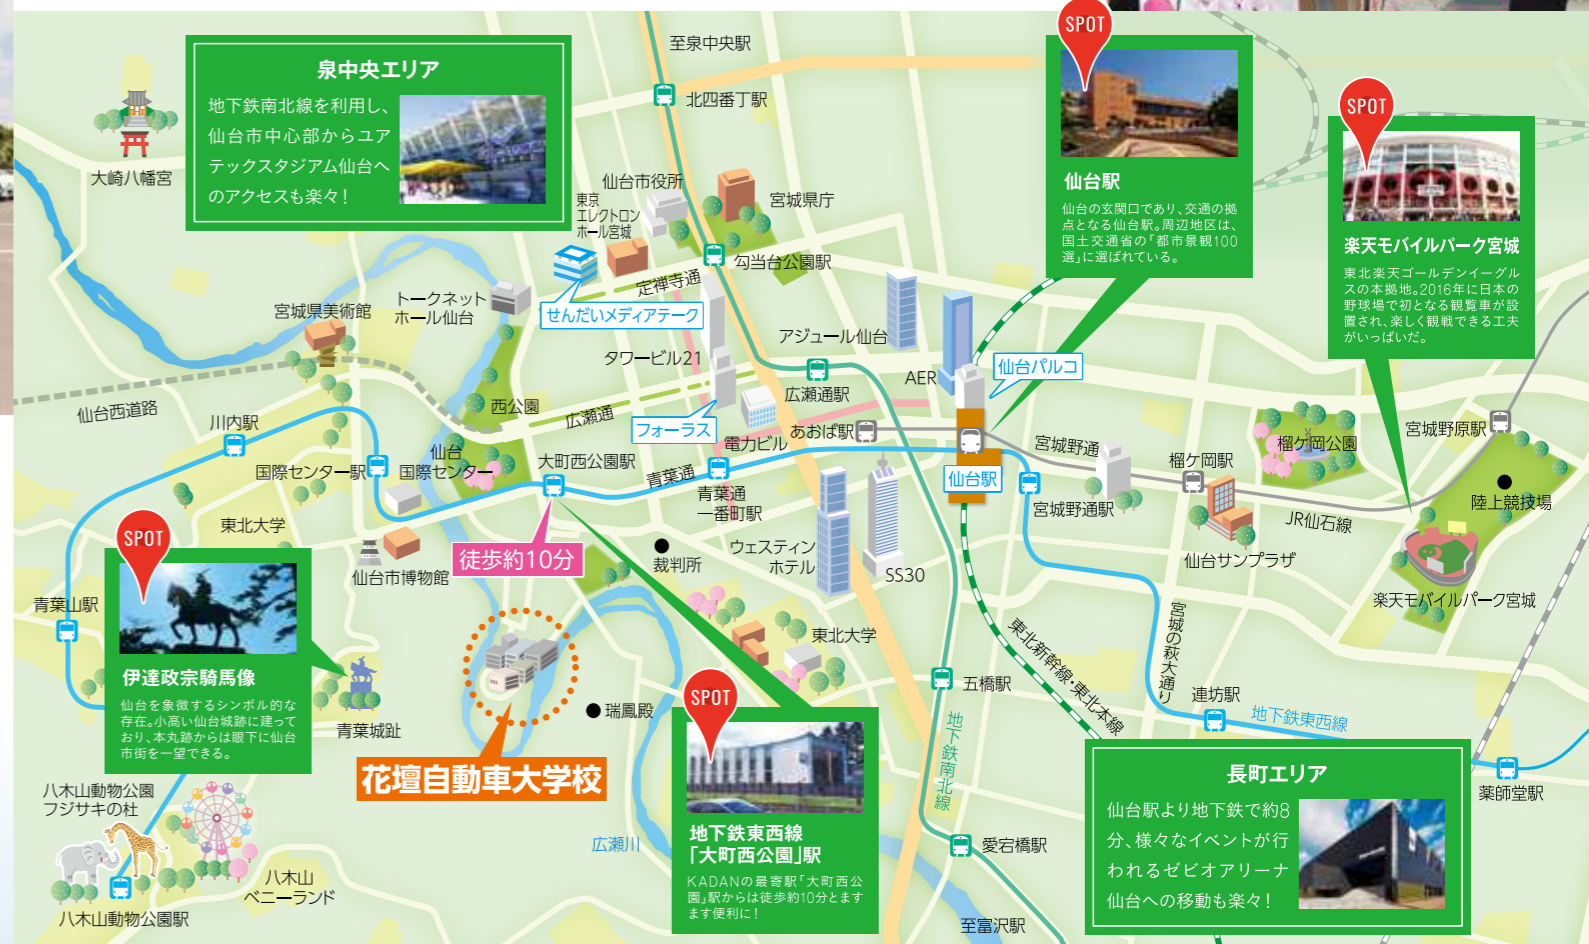 SPOT
至泉中央駅
北四番丁駅
泉中央エリア
地下鉄南北線を利用し、
仙台市中心部からユア
テックスタジアム仙台へ
のアクセスも楽々!
大崎八幡宮
仙台市役所
東京
エレクトロン
ホール宮城
宮城県庁
勾当台公園駅
定禅寺通
せんだいメディアテーク
トークネット
ホール仙台
宮城県美術館
タワービル21
アジュール仙台
AER
仙台パルコ
広瀬通駅
広瀬通
フォーラス
電力ビル
あおば駅
西公園
仙台西道路
川内駅
国際センター駅
仙台
国際センター
大町西公園駅
青葉通
青葉通
一番町駅
仙台駅
宮城野通
宮城野通駅
榴ケ岡駅
榴ケ岡公園
宮城野原駅
陸上競技場
JR仙石線
仙台サンプラザ
楽天モバイルパーク宮城
SPOT
仙台駅
仙台の玄関口であり、交通の拠
点となる仙台駅。周辺地区は、
国土交通省の「都市景観100
選」に選ばれている。
SPOT
楽天モバイルパーク宮城
東北楽天ゴールデンイーグル
スの本拠地。2016年に日本の
野球場で初となる観覧車が設
置され、楽しく観戦できる工夫
がいっぱいだ。
東北大学
仙台市博物館
徒歩約10分
裁判所
ウェスティン
ホテル
SS30
青葉山駅
伊達政宗騎馬像
仙台を象徴するシンボル的な
存在。小高い仙台城跡に建って
おり、本丸跡からは眼下に仙台
市街を一望できる。
青葉城趾
瑞鳳殿
花壇自動車大学校
東北大学
五橋駅
東北新幹線・東北本線
宮城の萩大通り
連坊駅
地下鉄東西線
地下鉄南北線
薬師堂駅
八木山動物公園
フジサキの杜
八木山
ベニーランド
八木山動物公園駅
広瀬川
SPOT
地下鉄東西線
「大町西公園」駅
KADANの最寄駅「大町西公
園」駅からは徒歩約10分とます
ます便利に!
愛宕橋駅
至富沢駅
長町エリア
仙台駅より地下鉄で約8
分、様々なイベントが行
われるゼビオアリーナ
仙台への移動も楽々!